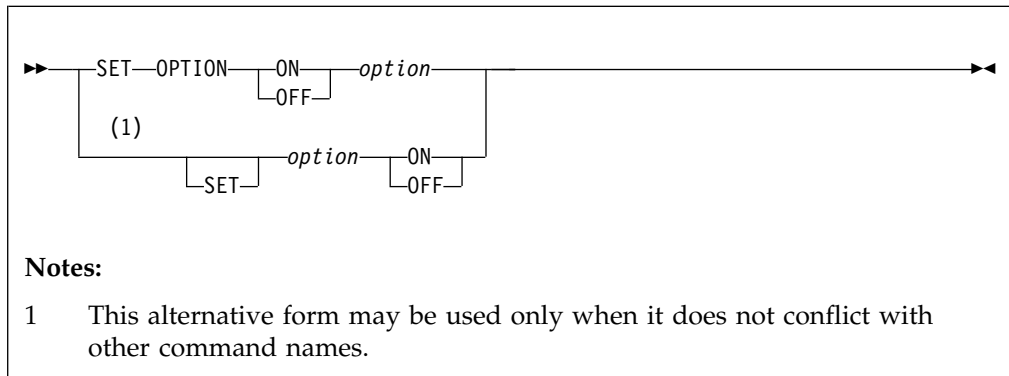 SET OPTION ON option
OFF
(1)
option ON
SET OFF
Notes:
1 This alternative form may be used only when it does not conflict with
other command names.